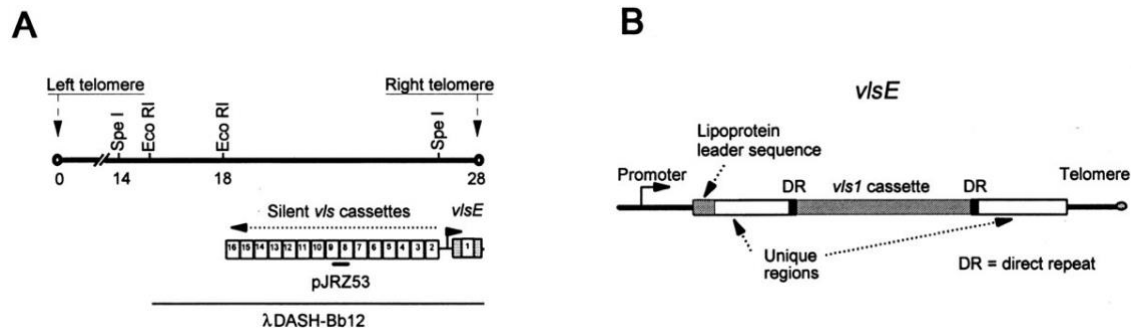 A
Left telomere
Right telomere
Spe I
Eco RI
Eco RI
Spe I
0
14
18
28
Silent vls cassettes
vlsE
16 15 14 13 12 11 10 9 8 7 6 5 4 3 2 1
pJRZ53
λDASH-Bb12
B
vlsE
Lipoprotein
leader sequence
Promoter
DR
vls1 cassette
DR
Telomere
Unique
regions
DR = direct repeat